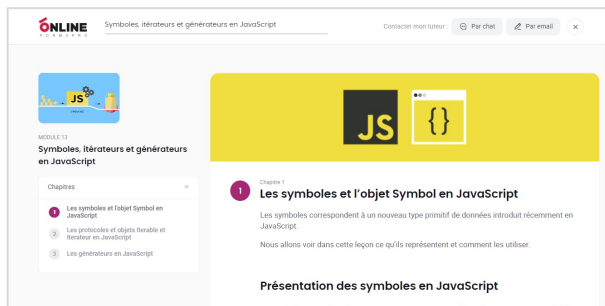 ONLINE
FORMAPRO
Symboles, itérateurs et générateurs en JavaScript
Contacter mon tuteur :
Par chat
Par email
×
JS
MODULE 13
Symboles, itérateurs et générateurs
en JavaScript
Chapitres
1
Les symboles et l'objet Symbol en
JavaScript
2
Les protocoles et objets Iterable et
Iterateur en JavaScript
3
Les générateurs en JavaScript
JS
{}
1
Chapitre 1
Les symboles et l'objet Symbol en JavaScript
Les symboles correspondent à un nouveau type primitif de données introduit récemment en
JavaScript.
Nous allons voir dans cette leçon ce qu'ils représentent et comment les utiliser.
Présentation des symboles en JavaScript